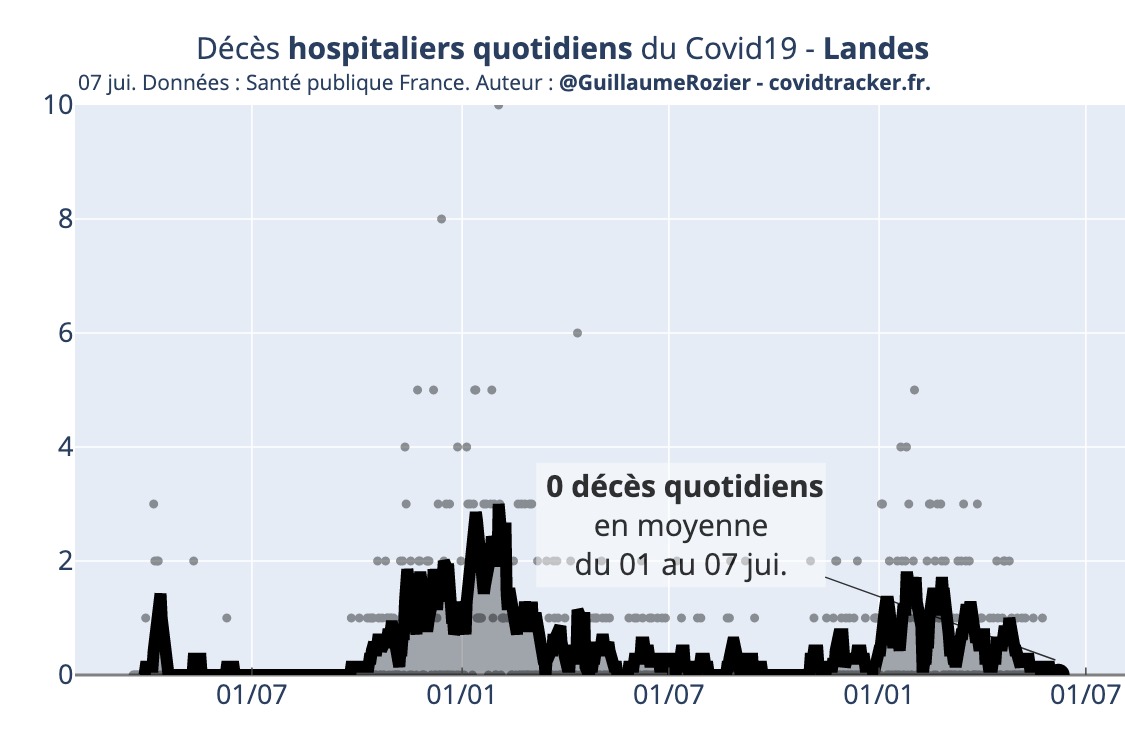 Décès hospitaliers quotidiens du Covid19 - Landes
07 jui. Données : Santé publique France. Auteur : @GuillaumeRozier - covidtracker.fr.
10
8
6
4
2
0
0 décès quotidiens
en moyenne
du 01 au 07 jui.
01/07 01/01 01/07 01/01 01/07